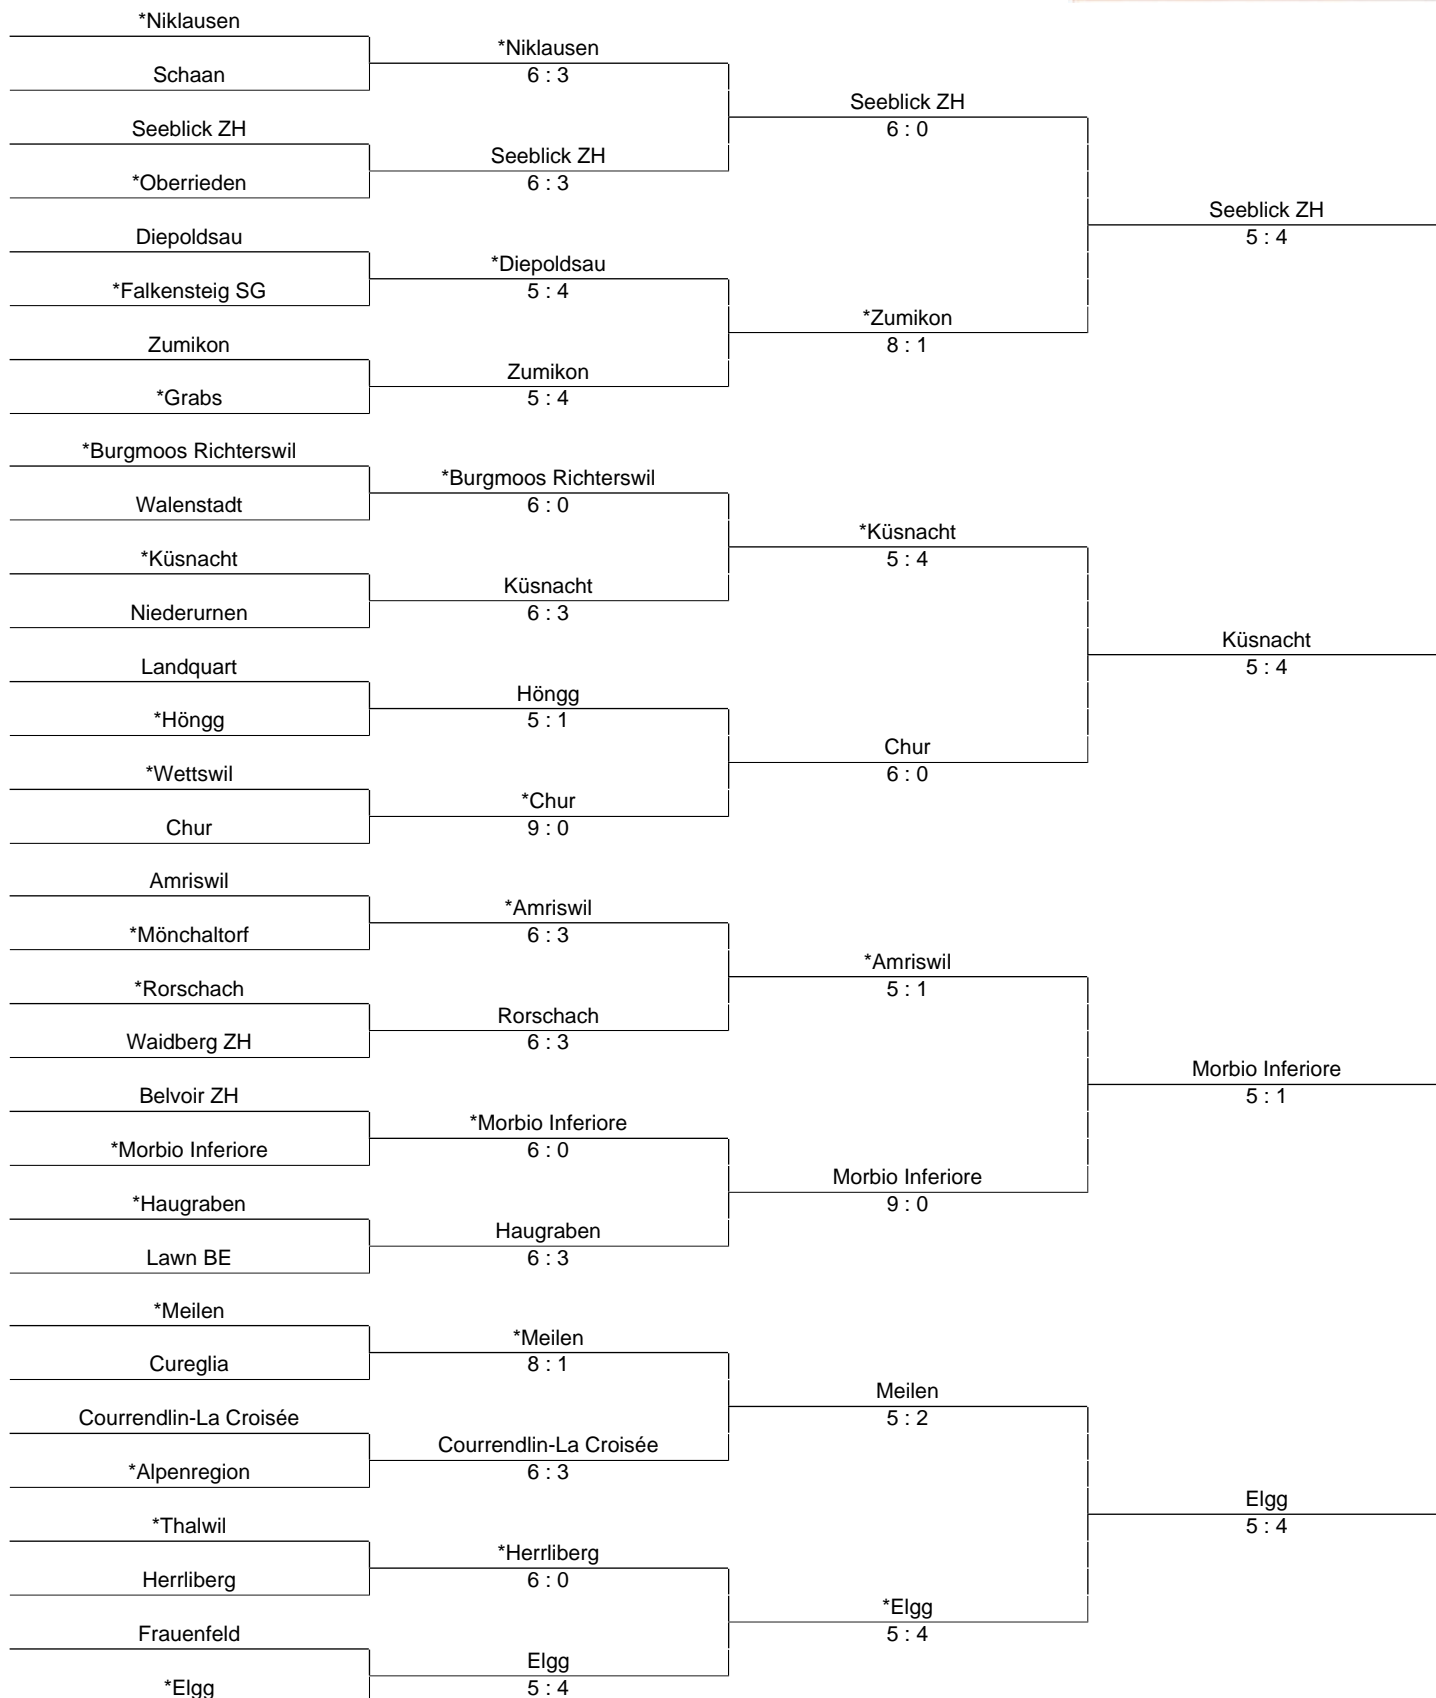 *Niklausen
Schaan
Seeblick ZH
*Oberrieden
Diepoldsau
*Falkensteig SG
Zumikon
*Grabs
*Burgmoos Richterswil
Walenstadt
*Küsnacht
Niederurnen
Landquart
*Höngg
*Wettswil
Chur
Amriswil
*Mönchaltorf
*Rorschach
Waidberg ZH
Belvoir ZH
*Morbio Inferiore
*Haugraben
Lawn BE
*Meilen
Cureglia
Courrendlin-La Croisée
*Alpenregion
*Thalwil
Herrliberg
Frauenfeld
*Elgg
*Niklausen
6 : 3
Seeblick ZH
6 : 3
*Diepoldsau
5 : 4
Zumikon
5 : 4
*Burgmoos Richterswil
6 : 0
Küsnacht
6 : 3
Höngg
5 : 1
*Chur
9 : 0
*Amriswil
6 : 3
Rorschach
6 : 3
*Morbio Inferiore
6 : 0
Haugraben
6 : 3
*Meilen
8 : 1
Courrendlin-La Croisée
6 : 3
*Herrliberg
6 : 0
Elgg
5 : 4
Seeblick ZH
6 : 0
*Zumikon
8 : 1
*Küsnacht
5 : 4
Chur
6 : 0
*Amriswil
5 : 1
Morbio Inferiore
9 : 0
Meilen
5 : 2
*Elgg
5 : 4
Seeblick ZH
5 : 4
Küsnacht
5 : 4
Morbio Inferiore
5 : 1
Elgg
5 : 4